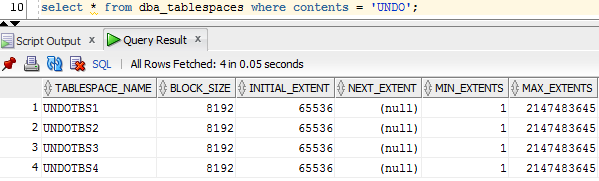 10 select * from dba_tablespaces where contents = 'UNDO';
Script Output x Query Result x
SQL | All Rows Fetched: 4 in 0.05 seconds
TABLESPACE_NAME BLOCK_SIZE INITIAL_EXTENT NEXT_EXTENT MIN_EXTENTS MAX_EXTENTS
1 UNDOTBS1 8192 65536 (null) 1 2147483645
2 UNDOTBS2 8192 65536 (null) 1 2147483645
3 UNDOTBS3 8192 65536 (null) 1 2147483645
4 UNDOTBS4 8192 65536 (null) 1 2147483645